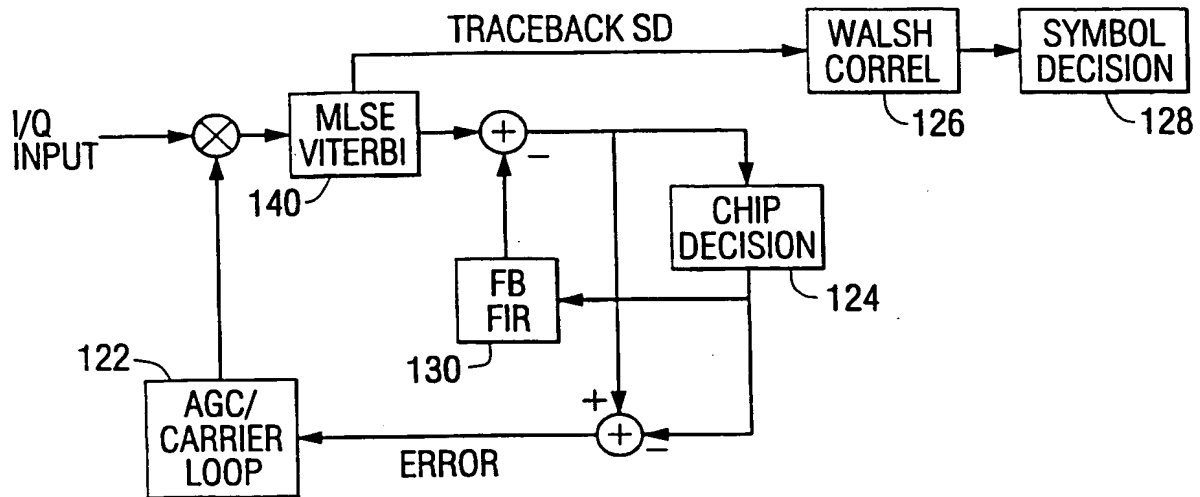 TRACEBACK SD
WALSH
CORREL
126
SYMBOL
DECISION
128
I/Q
INPUT
MLSE
VITERBI
140
+
−
CHIP
DECISION
124
FB
FIR
130
122
AGC/
CARRIER
LOOP
ERROR
+
+
−